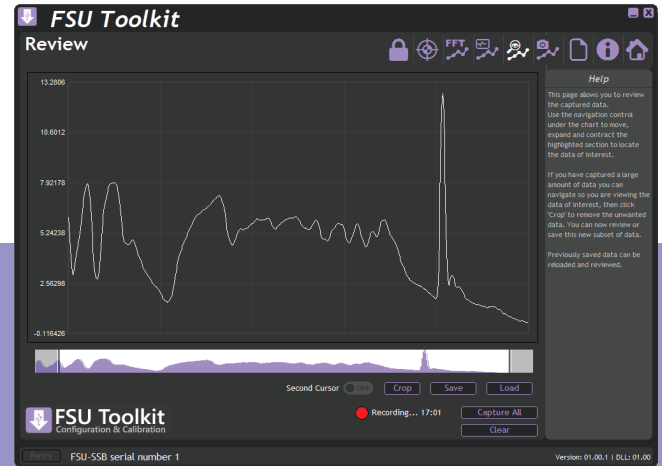 FSU Toolkit
Review
FFT
Help
This page allows you to review
the captured data.
Use the navigation control
under the chart to move,
expand and contract the
highlighted section to locate
the data of interest.
If you have captured a large
amount of data you can
navigate so you are viewing the
data of interest, then click
'Crop' to remove the unwanted
data. You can now review or
save this new subset of data.
Previously saved data can be
reloaded and reviewed.
13.2806
10.6012
7.92178
5.24238
2.56298
-0.116426
Second Cursor OFF Crop Save Load
Recording... 17:01 Capture All
Clear
FSU Toolkit
Configuration & Calibration
Retry FSU-SSB serial number 1 Version: 01.00.1 | DLL: 01.00